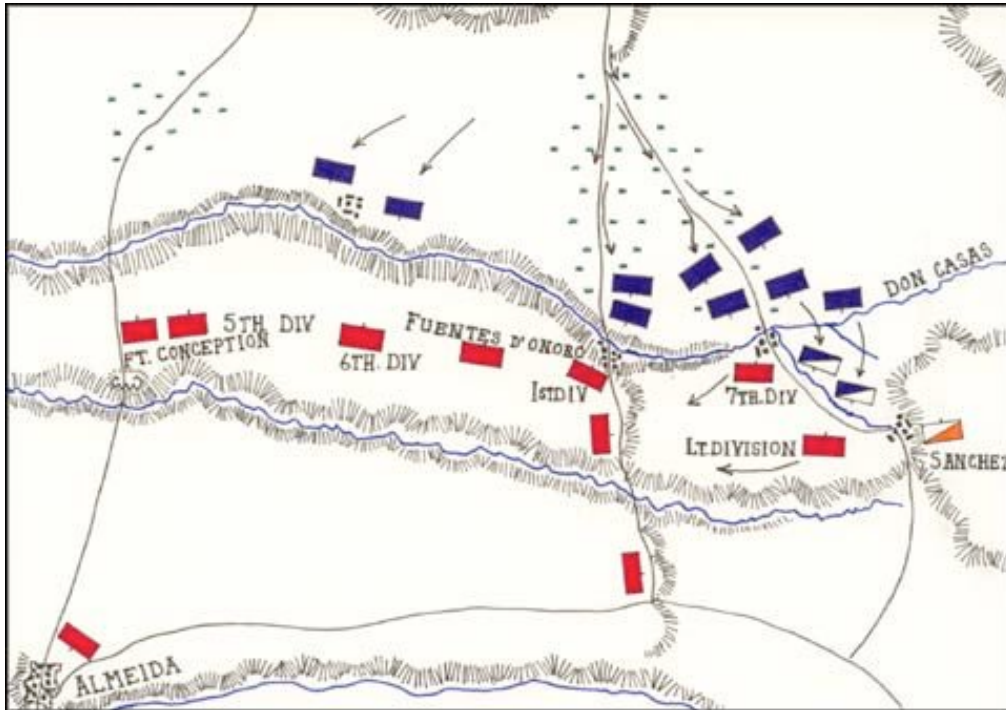 DON CASAS
5TH. DIV
FT. CONCEPTION
6TH. DIV
FUENTES D'ONORO
1ST DIV
7TH. DIV
LT. DIVISION
SANCHEZ
ALMEIDA